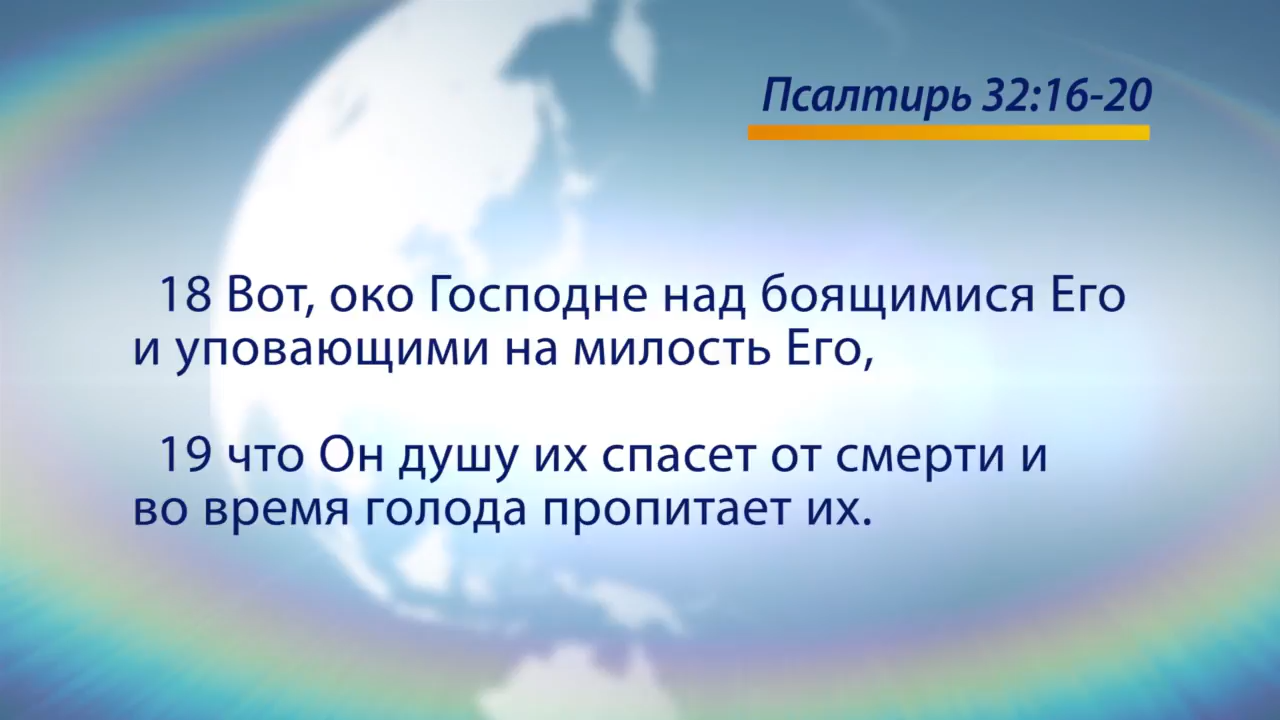 Псалтирь 32:16-20
18 Вот, око Господне над боящимися Его
и уповающими на милость Его,
19 что Он душу их спасет от смерти и
во время голода пропитает их.